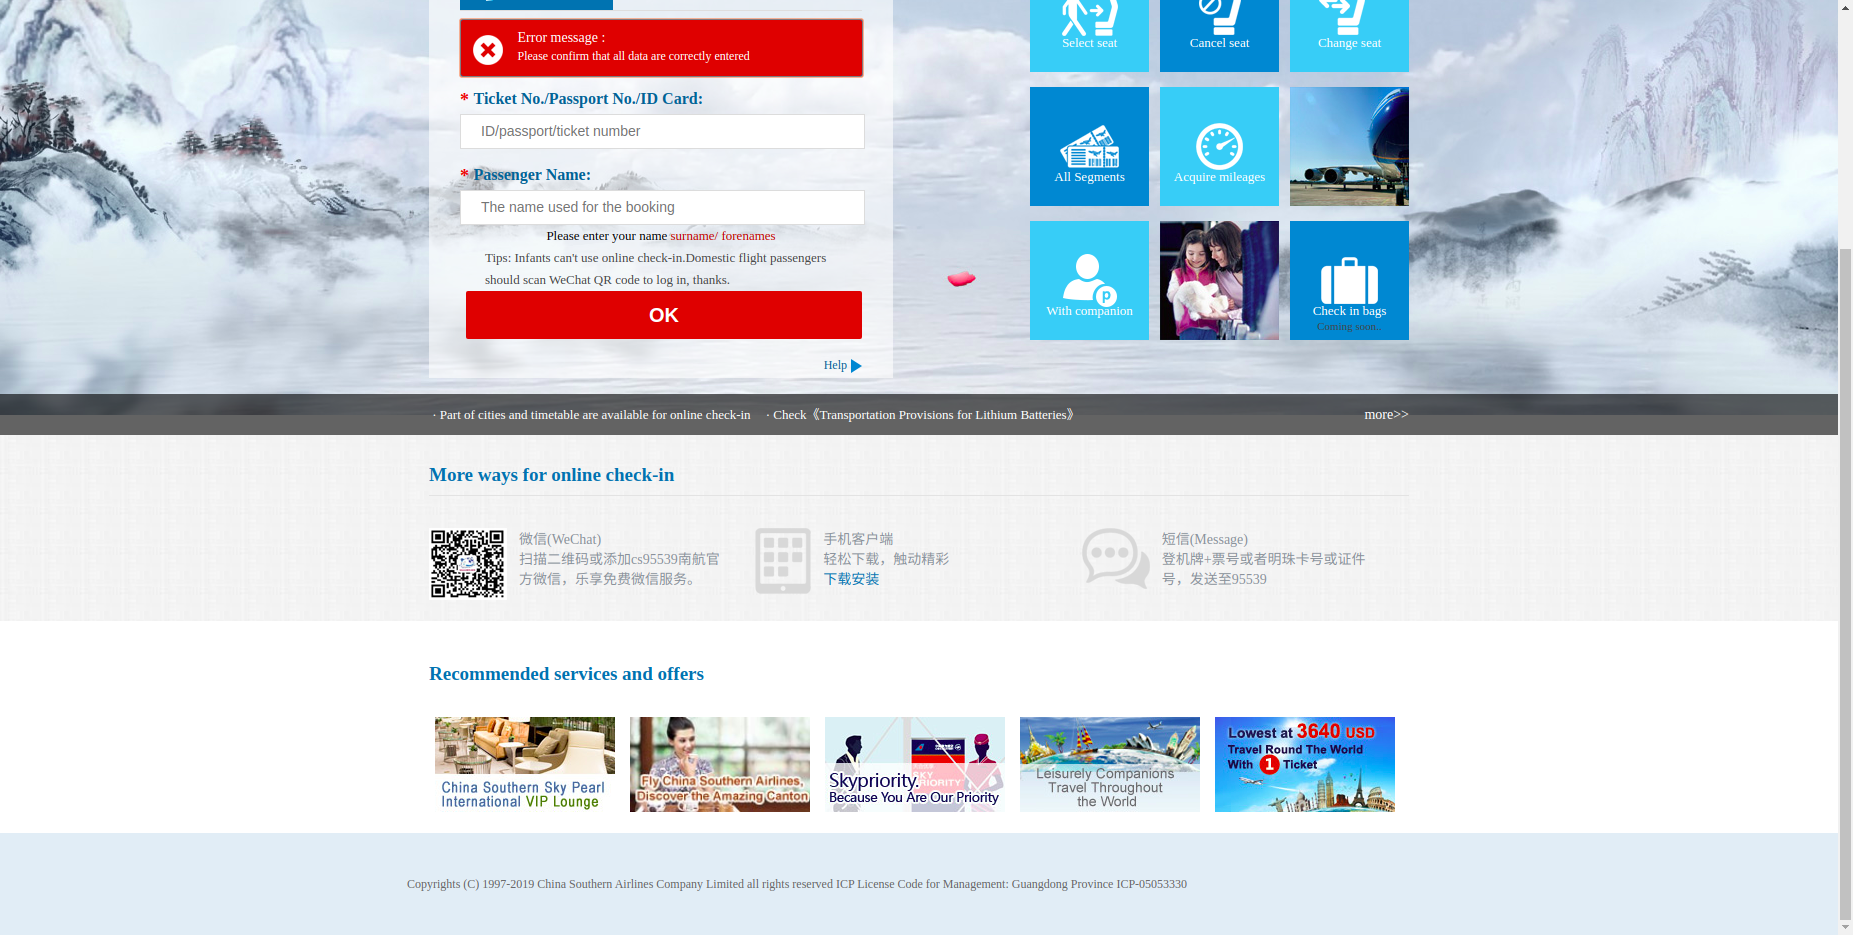 Error message :
Please confirm that all data are correctly entered
* Ticket No./Passport No./ID Card:
ID/passport/ticket number
* Passenger Name:
The name used for the booking
Please enter your name surname/ forenames
Tips: Infants can't use online check-in.Domestic flight passengers
should scan WeChat QR code to log in, thanks.
OK
Help
Select seat
Cancel seat
Change seat
All Segments
Acquire mileages
With companion
Check in bags
Coming soon..
· Part of cities and timetable are available for online check-in
· Check《Transportation Provisions for Lithium Batteries》
more>>
More ways for online check-in
微信(WeChat)
扫描二维码或添加cs95539南航官
方微信，乐享免费微信服务。
手机客户端
轻松下载，触动精彩
下载安装
短信(Message)
登机牌+票号或者明珠卡号或证件
号，发送至95539
Recommended services and offers
China Southern Sky Pearl
International VIP Lounge
Fly China Southern Airlines,
Discover the Amazing Canton
SKY
PRIORITY
Skypriority.
Because You Are Our Priority
Leisurely Companions
Travel Throughout
the World
Lowest at 3640 USD
Travel Round The World
With 1 Ticket
Copyrights (C) 1997-2019 China Southern Airlines Company Limited all rights reserved ICP License Code for Management: Guangdong Province ICP-05053330